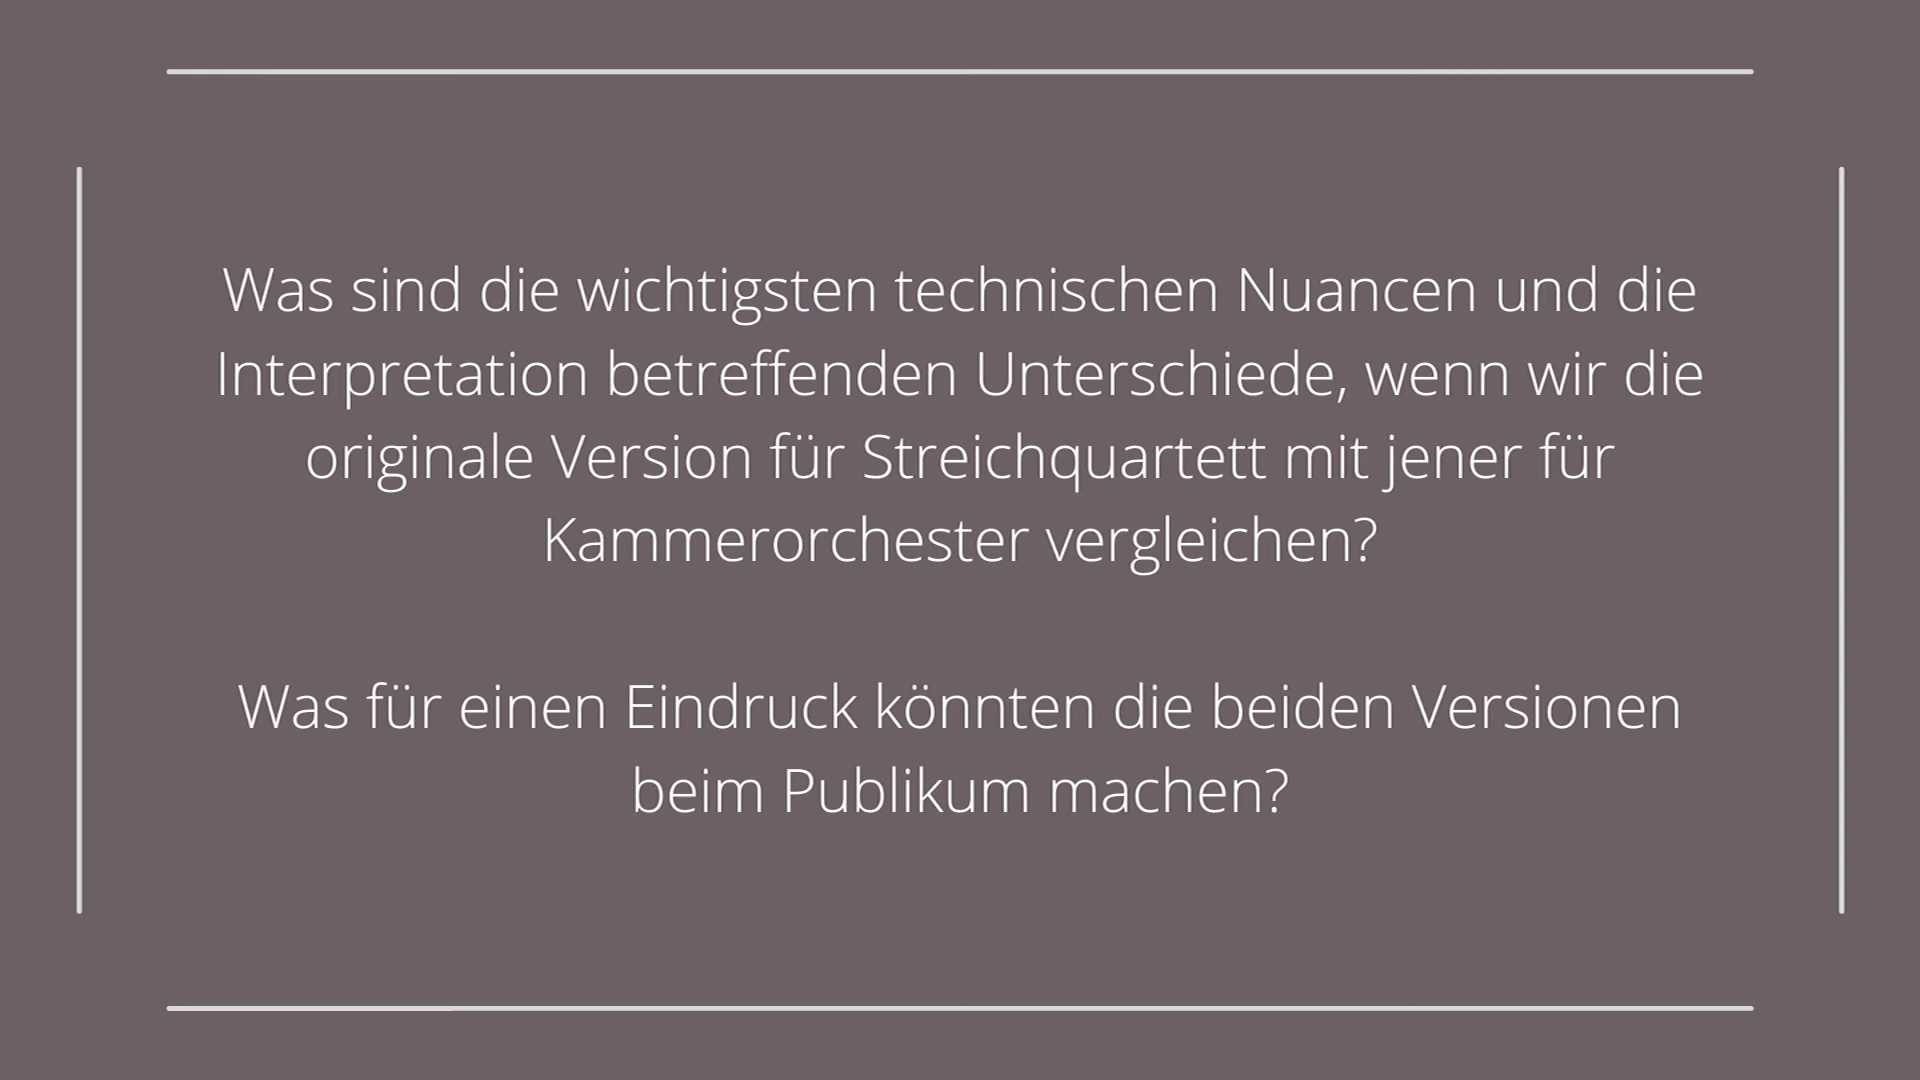 Was sind die wichtigsten technischen Nuancen und die
Interpretation betreffenden Unterschiede, wenn wir die
originale Version für Streichquartett mit jener für
Kammerorchester vergleichen?
Was für einen Eindruck könnten die beiden Versionen
beim Publikum machen?